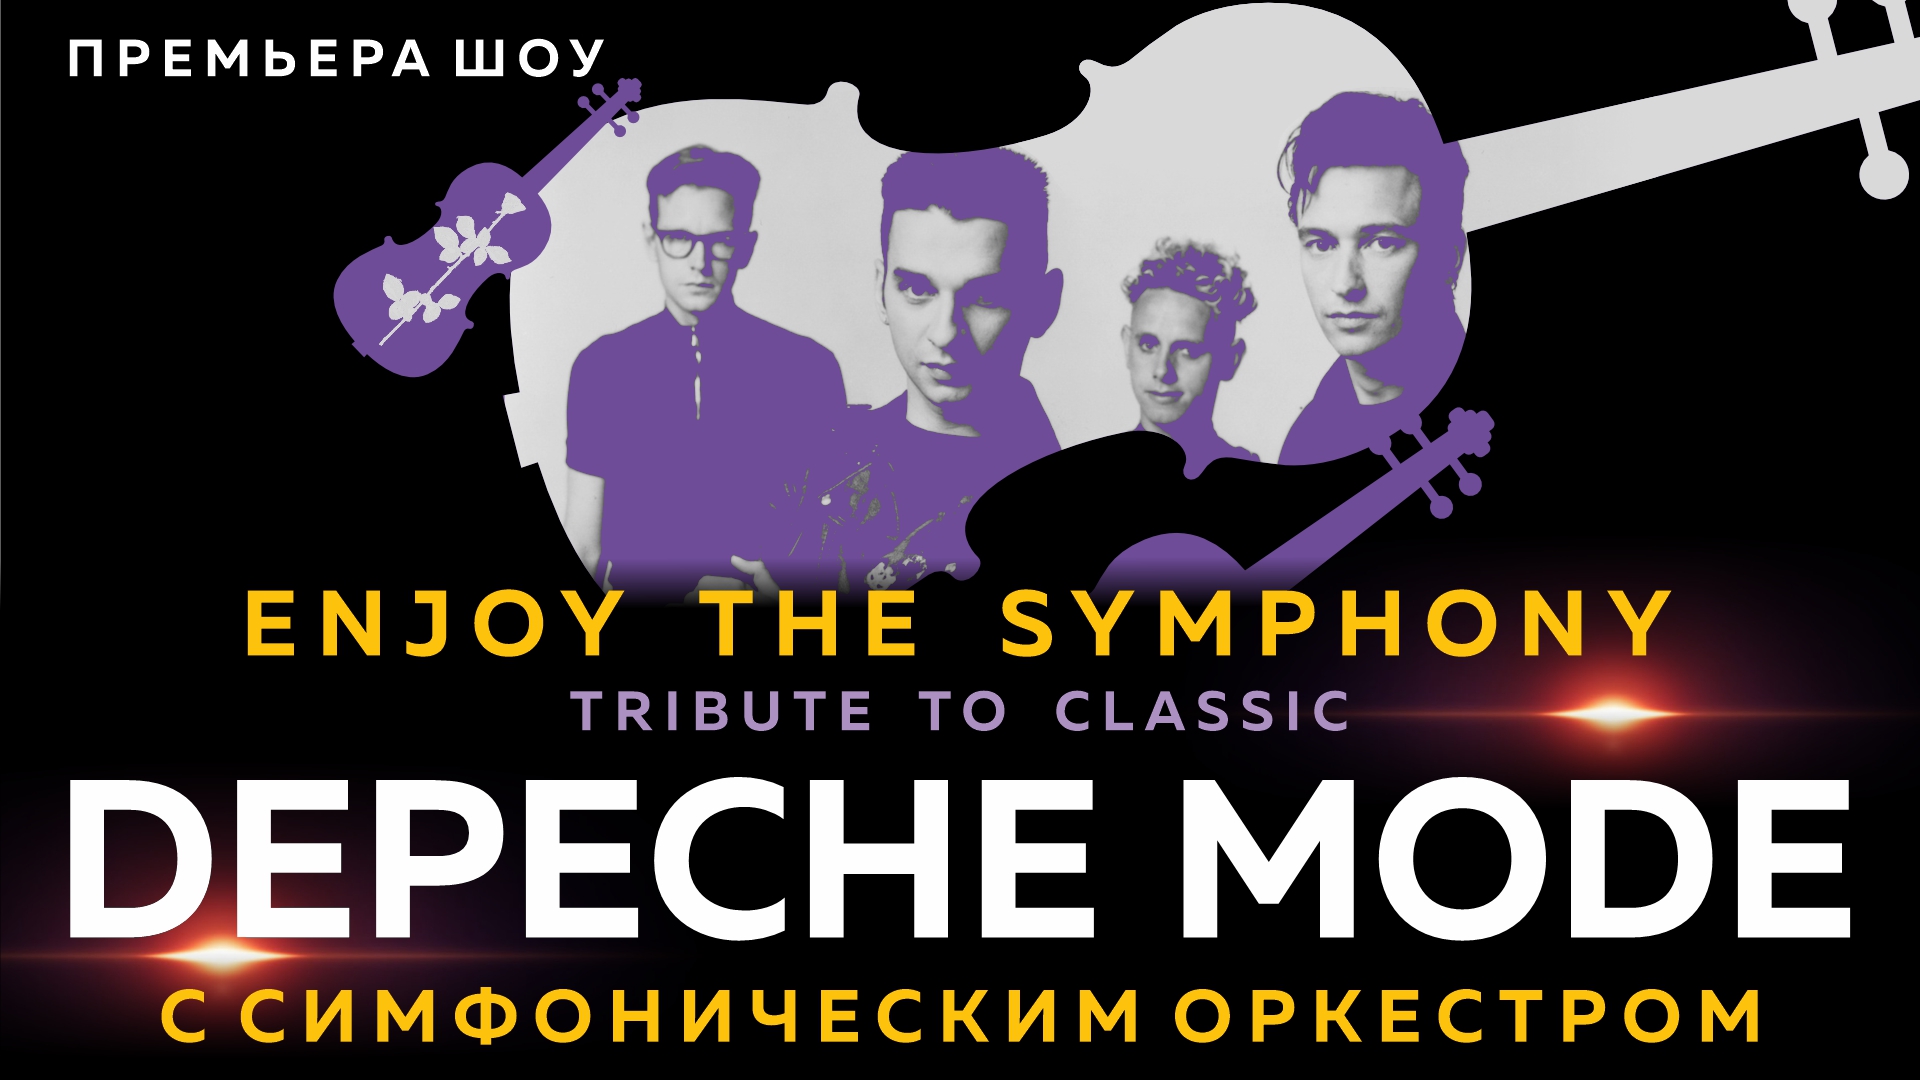 ПРЕМЬЕРА ШОУ
ENJOY THE SYMPHONY
TRIBUTE TO CLASSIC
DEPECHE MODE
С СИМФОНИЧЕСКИМ ОРКЕСТРОМ